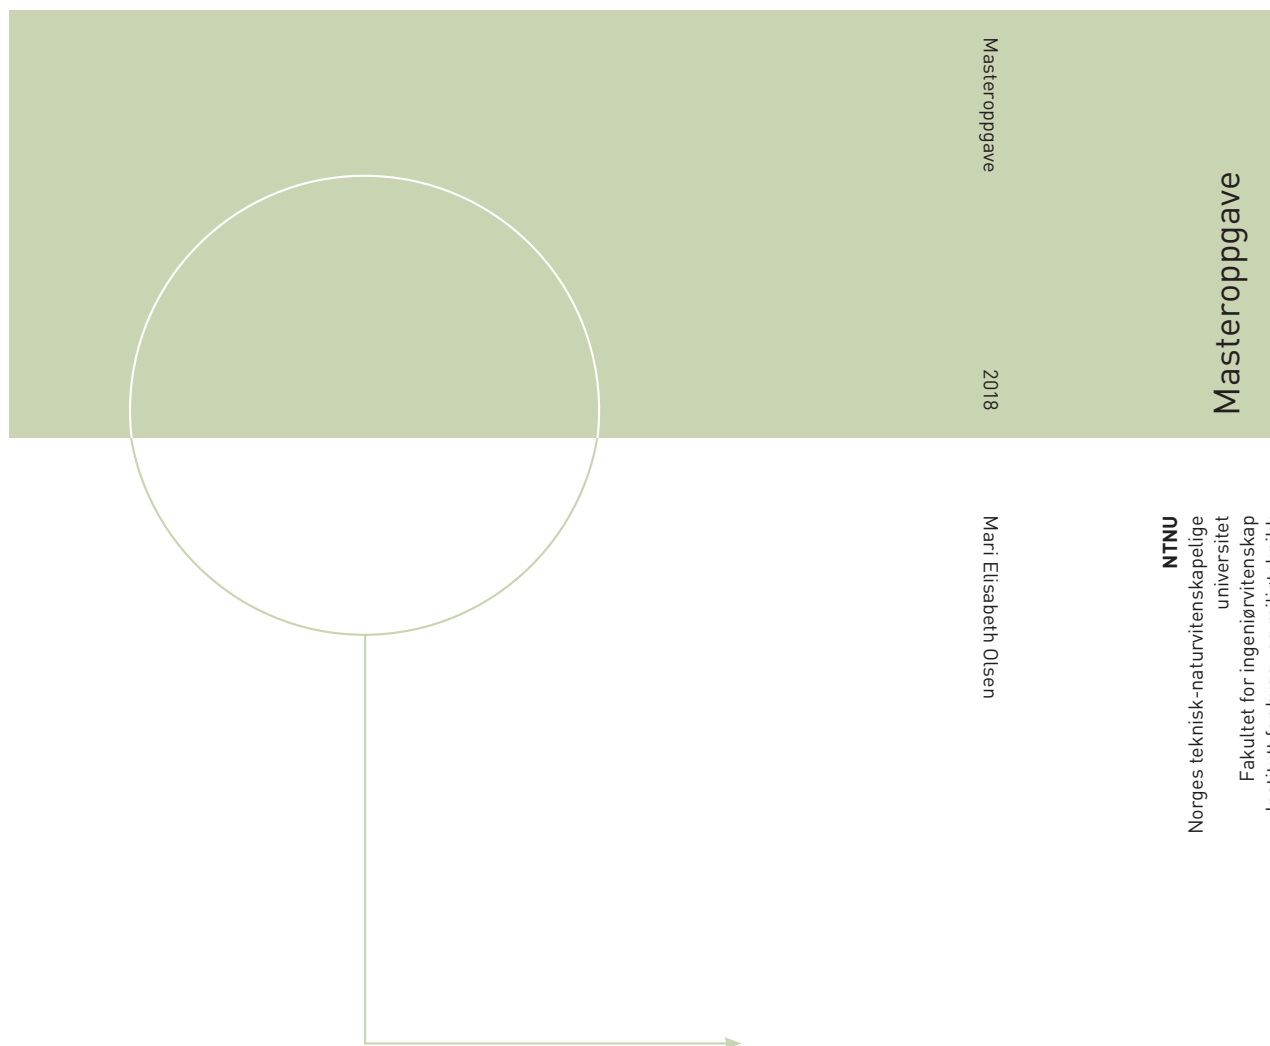 Masteroppgave
2018
Mari Elisabeth Olsen
Masteroppgave
NTNU
Norges teknisk-naturvitenskapelige
universitet
Fakultet for ingeniørvitenskap